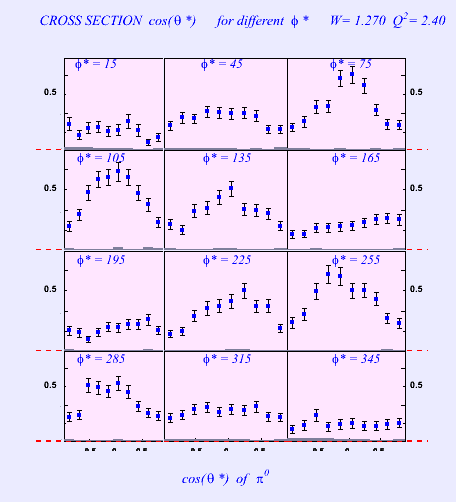 CROSS SECTION cos(θ*) for different ϕ* W= 1.270 Q²= 2.40
ϕ* = 15 ϕ* = 45 ϕ* = 75
0.5 0.5
ϕ* = 105 ϕ* = 135 ϕ* = 165
0.5 0.5
ϕ* = 195 ϕ* = 225 ϕ* = 255
0.5 0.5
ϕ* = 285 ϕ* = 315 ϕ* = 345
0.5 0.5
cos(θ*) of π⁰